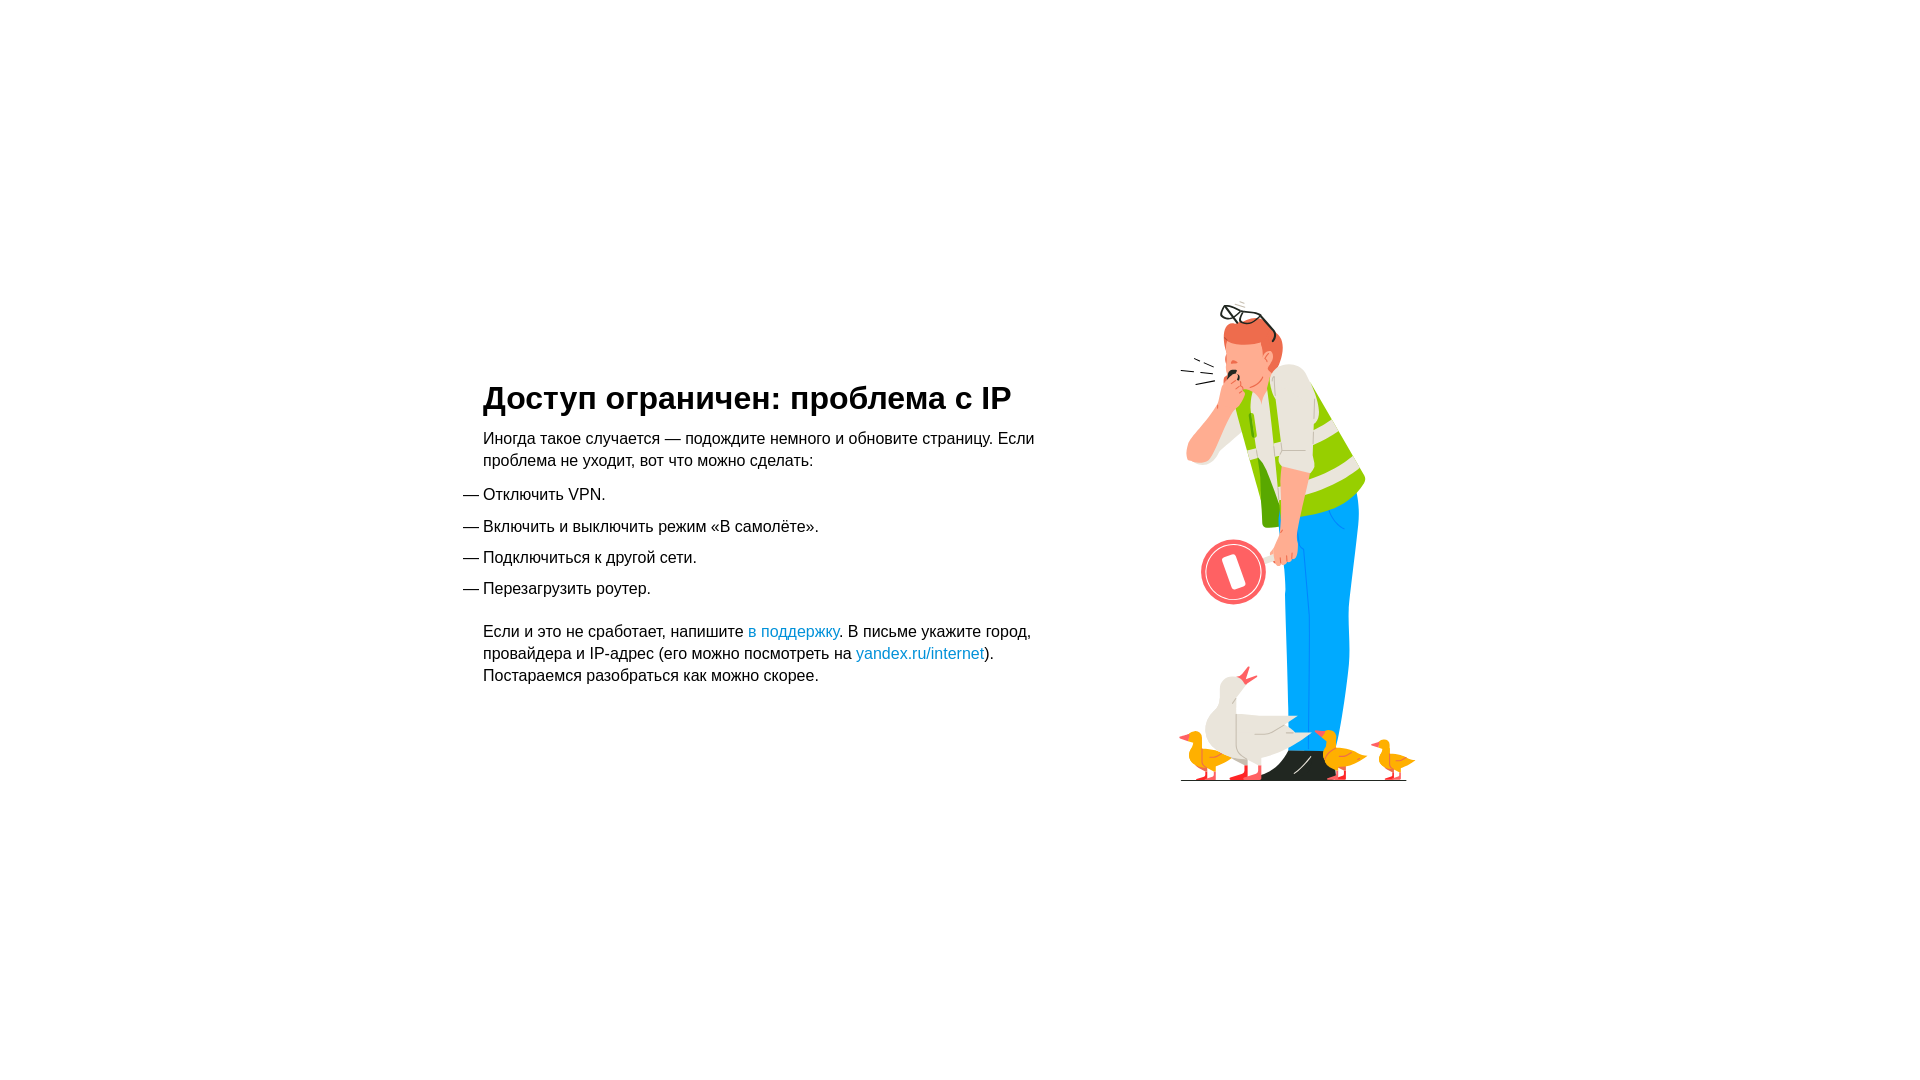 Доступ ограничен: проблема с IP
Иногда такое случается — подождите немного и обновите страницу. Если
проблема не уходит, вот что можно сделать:
— Отключить VPN.
— Включить и выключить режим «В самолёте».
— Подключиться к другой сети.
— Перезагрузить роутер.
Если и это не сработает, напишите в поддержку. В письме укажите город,
провайдера и IP-адрес (его можно посмотреть на yandex.ru/internet).
Постараемся разобраться как можно скорее.